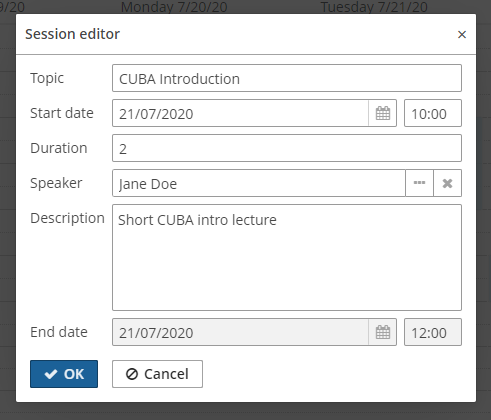 9/20 Monday 7/20/20 Tuesday 7/21/20
Session editor ×
Topic CUBA Introduction
Start date 21/07/2020 10:00
Duration 2
Speaker Jane Doe
Description Short CUBA intro lecture
End date 21/07/2020 12:00
OK Cancel